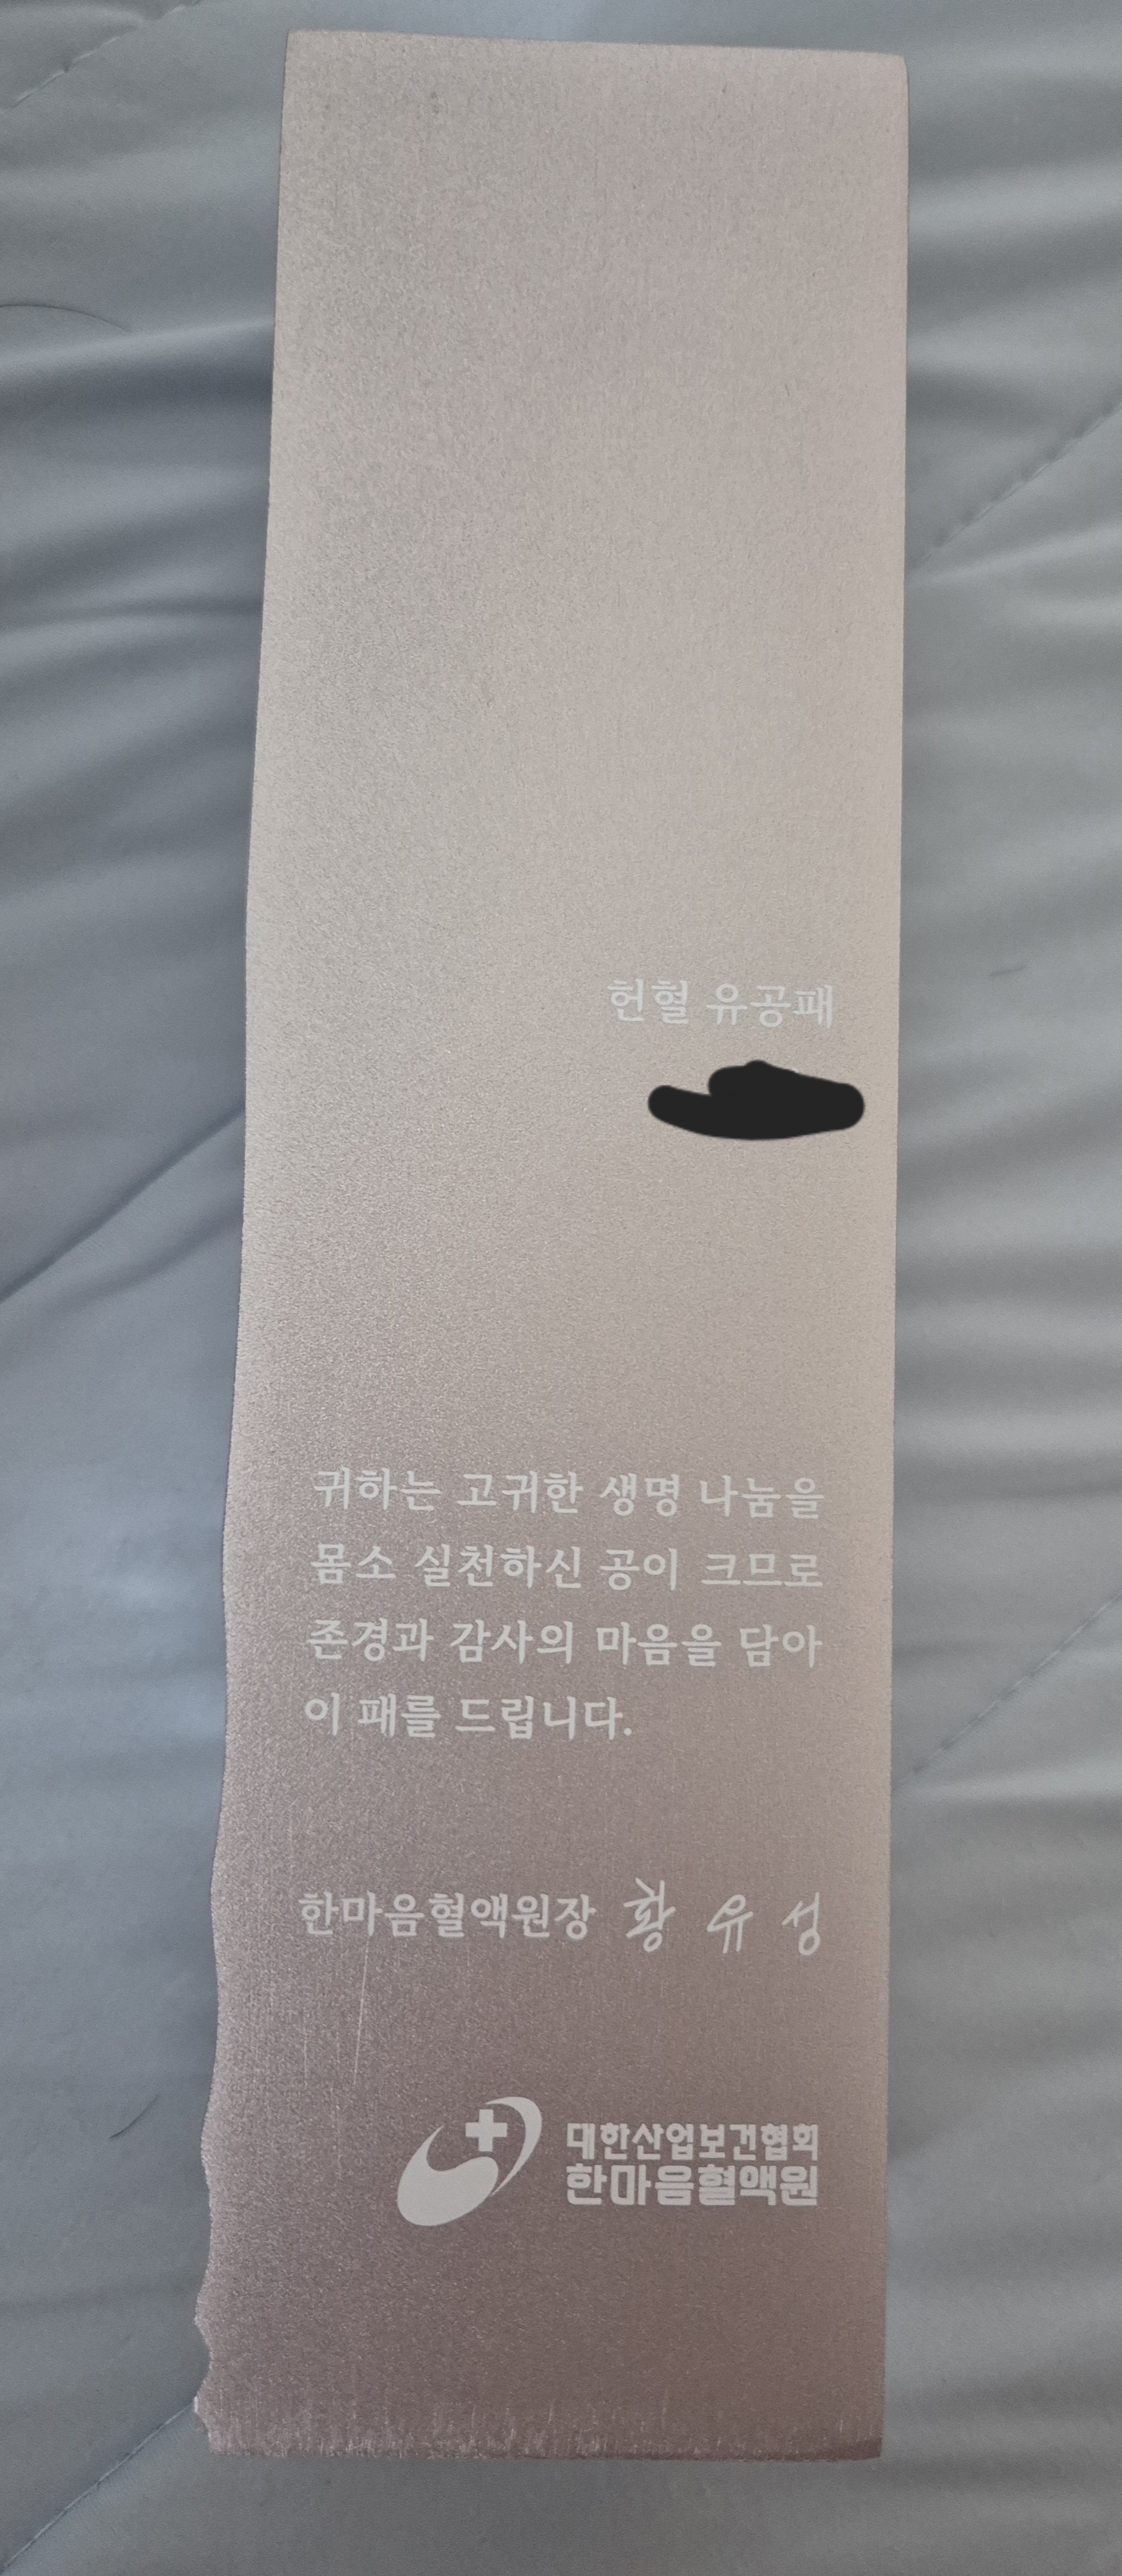 헌혈 유공패
귀하는 고귀한 생명 나눔을
몸소 실천하신 공이 크므로
존경과 감사의 마음을 담아
이 패를 드립니다.
한마음혈액원장 황 유 성
대한산업보건협회
한마음혈액원